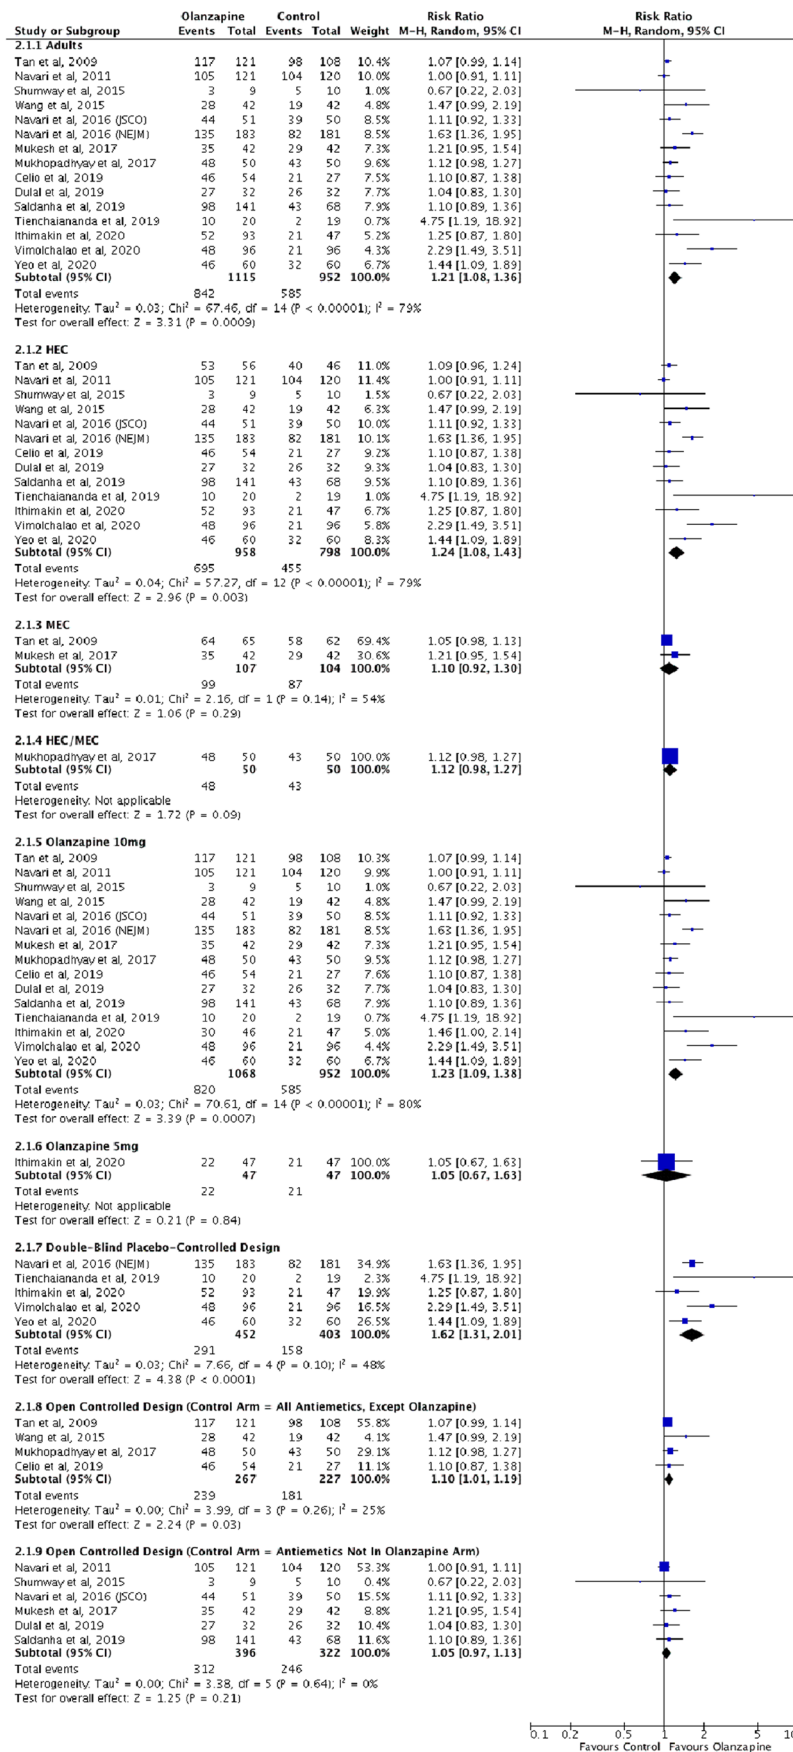 Olanzapine Control Risk Ratio Risk Ratio
Study or Subgroup Events Total Events Total Weight M-H, Random, 95% CI M-H, Random, 95% CI
2.1.1 Adults
Tan et al, 2009 117 121 98 108 10.4% 1.07 [0.99, 1.14]
Navari et al, 2011 105 121 104 120 10.0% 1.00 [0.91, 1.11]
Shumway et al, 2015 3 9 5 10 1.0% 0.67 [0.22, 2.03]
Wang et al, 2015 28 42 19 42 4.8% 1.47 [0.99, 2.19]
Navari et al, 2016 (JSCO) 44 51 39 50 8.5% 1.11 [0.92, 1.33]
Navari et al, 2016 (NEJM) 135 183 82 181 8.5% 1.63 [1.36, 1.95]
Mukesh et al, 2017 35 42 29 42 7.3% 1.21 [0.95, 1.54]
Mukhopadhyay et al, 2017 48 50 43 50 9.6% 1.12 [0.98, 1.27]
Celio et al, 2019 46 54 21 27 7.6% 1.10 [0.87, 1.38]
Dulal et al, 2019 27 32 26 32 7.7% 1.04 [0.83, 1.30]
Saldanha et al, 2019 98 141 43 68 7.9% 1.10 [0.89, 1.36]
Tienchaiananda et al, 2019 10 20 2 19 0.7% 4.75 [1.19, 18.92]
Ithimakin et al, 2020 52 93 21 47 5.3% 1.25 [0.87, 1.80]
Vimolchalao et al, 2020 48 96 21 96 4.3% 2.29 [1.49, 3.51]
Yeo et al, 2020 46 60 32 60 6.7% 1.44 [1.09, 1.89]
Subtotal (95% CI) 1115 952 100.0% 1.21 [1.08, 1.36]
Total events 842 585
Heterogeneity: Tau² = 0.03; Chi² = 67.46, df = 14 (P < 0.00001); I² = 79%
Test for overall effect: Z = 3.31 (P = 0.0009)
2.1.2 HEC
Tan et al, 2009 53 56 40 46 11.0% 1.09 [0.96, 1.24]
Navari et al, 2011 105 121 104 120 11.4% 1.00 [0.91, 1.11]
Shumway et al, 2015 3 9 5 10 1.5% 0.67 [0.22, 2.03]
Wang et al, 2015 28 42 19 42 6.3% 1.47 [0.99, 2.19]
Navari et al, 2016 (JSCO) 44 51 39 50 10.1% 1.11 [0.92, 1.33]
Navari et al, 2016 (NEJM) 135 183 82 181 10.1% 1.63 [1.36, 1.95]
Celio et al, 2019 46 54 21 27 9.2% 1.10 [0.87, 1.38]
Dulal et al, 2019 27 32 26 32 9.3% 1.04 [0.83, 1.30]
Saldanha et al, 2019 98 141 43 68 9.5% 1.10 [0.89, 1.36]
Tienchaiananda et al, 2019 10 20 2 19 1.0% 4.75 [1.19, 18.92]
Ithimakin et al, 2020 52 93 21 47 6.9% 1.25 [0.87, 1.80]
Vimolchalao et al, 2020 48 96 21 96 5.8% 2.29 [1.49, 3.51]
Yeo et al, 2020 46 60 32 60 8.3% 1.44 [1.09, 1.89]
Subtotal (95% CI) 958 798 100.0% 1.24 [1.08, 1.43]
Total events 695 455
Heterogeneity: Tau² = 0.04; Chi² = 57.27, df = 12 (P < 0.00001); I² = 79%
Test for overall effect: Z = 2.96 (P = 0.003)
2.1.3 MEC
Tan et al, 2009 64 65 58 62 69.4% 1.05 [0.98, 1.13]
Mukesh et al, 2017 35 42 29 42 30.6% 1.21 [0.95, 1.54]
Subtotal (95% CI) 107 104 100.0% 1.10 [0.92, 1.30]
Total events 99 87
Heterogeneity: Tau² = 0.01; Chi² = 2.16, df = 1 (P = 0.14); I² = 54%
Test for overall effect: Z = 1.06 (P = 0.29)
2.1.4 HEC/MEC
Mukhopadhyay et al, 2017 48 50 43 50 100.0% 1.12 [0.98, 1.27]
Subtotal (95% CI) 50 50 100.0% 1.12 [0.98, 1.27]
Total events 48 43
Heterogeneity: Not applicable
Test for overall effect: Z = 1.72 (P = 0.09)
2.1.5 Olanzapine 10mg
Tan et al, 2009 117 121 98 108 10.3% 1.07 [0.99, 1.14]
Navari et al, 2011 105 121 104 120 9.9% 1.00 [0.91, 1.11]
Shumway et al, 2015 3 9 5 10 1.0% 0.67 [0.22, 2.03]
Wang et al, 2015 28 42 19 42 4.8% 1.47 [0.99, 2.19]
Navari et al, 2016 (JSCO) 44 51 39 50 8.5% 1.11 [0.92, 1.33]
Navari et al, 2016 (NEJM) 135 183 82 181 8.5% 1.63 [1.36, 1.95]
Mukesh et al, 2017 35 42 29 42 7.3% 1.21 [0.95, 1.54]
Mukhopadhyay et al, 2017 48 50 43 50 9.5% 1.12 [0.98, 1.27]
Celio et al, 2019 46 54 21 27 7.6% 1.10 [0.87, 1.38]
Dulal et al, 2019 27 32 26 32 7.7% 1.04 [0.83, 1.30]
Saldanha et al, 2019 98 141 43 68 7.9% 1.10 [0.89, 1.36]
Tienchaiananda et al, 2019 10 20 2 19 0.7% 4.75 [1.19, 18.92]
Ithimakin et al, 2020 30 46 21 47 5.0% 1.46 [1.00, 2.14]
Vimolchalao et al, 2020 48 96 21 96 4.4% 2.29 [1.49, 3.51]
Yeo et al, 2020 46 60 32 60 6.7% 1.44 [1.09, 1.89]
Subtotal (95% CI) 1068 952 100.0% 1.23 [1.09, 1.38]
Total events 820 585
Heterogeneity: Tau² = 0.03; Chi² = 70.61, df = 14 (P < 0.00001); I² = 80%
Test for overall effect: Z = 3.39 (P = 0.0007)
2.1.6 Olanzapine 5mg
Ithimakin et al, 2020 22 47 21 47 100.0% 1.05 [0.67, 1.63]
Subtotal (95% CI) 47 47 100.0% 1.05 [0.67, 1.63]
Total events 22 21
Heterogeneity: Not applicable
Test for overall effect: Z = 0.21 (P = 0.84)
2.1.7 Double-Blind Placebo-Controlled Design
Navari et al, 2016 (NEJM) 135 183 82 181 34.9% 1.63 [1.36, 1.95]
Tienchaiananda et al, 2019 10 20 2 19 2.3% 4.75 [1.19, 18.92]
Ithimakin et al, 2020 52 93 21 47 19.9% 1.25 [0.87, 1.80]
Vimolchalao et al, 2020 48 96 21 96 16.5% 2.29 [1.49, 3.51]
Yeo et al, 2020 46 60 32 60 26.5% 1.44 [1.09, 1.89]
Subtotal (95% CI) 452 403 100.0% 1.62 [1.31, 2.01]
Total events 291 158
Heterogeneity: Tau² = 0.03; Chi² = 7.66, df = 4 (P = 0.10); I² = 48%
Test for overall effect: Z = 4.38 (P < 0.0001)
2.1.8 Open Controlled Design (Control Arm = All Antiemetics, Except Olanzapine)
Tan et al, 2009 117 121 98 108 55.8% 1.07 [0.99, 1.14]
Wang et al, 2015 28 42 19 42 4.1% 1.47 [0.99, 2.19]
Mukhopadhyay et al, 2017 48 50 43 50 29.1% 1.12 [0.98, 1.27]
Celio et al, 2019 46 54 21 27 11.1% 1.10 [0.87, 1.38]
Subtotal (95% CI) 267 227 100.0% 1.10 [1.01, 1.19]
Total events 239 181
Heterogeneity: Tau² = 0.00; Chi² = 3.99, df = 3 (P = 0.26); I² = 25%
Test for overall effect: Z = 2.24 (P = 0.03)
2.1.9 Open Controlled Design (Control Arm = Antiemetics Not In Olanzapine Arm)
Navari et al, 2011 105 121 104 120 53.3% 1.00 [0.91, 1.11]
Shumway et al, 2015 3 9 5 10 0.4% 0.67 [0.22, 2.03]
Navari et al, 2016 (JSCO) 44 51 39 50 15.5% 1.11 [0.92, 1.33]
Mukesh et al, 2017 35 42 29 42 8.8% 1.21 [0.95, 1.54]
Dulal et al, 2019 27 32 26 32 10.4% 1.04 [0.83, 1.30]
Saldanha et al, 2019 98 141 43 68 11.6% 1.10 [0.89, 1.36]
Subtotal (95% CI) 396 322 100.0% 1.05 [0.97, 1.13]
Total events 312 246
Heterogeneity: Tau² = 0.00; Chi² = 3.38, df = 5 (P = 0.64); I² = 0%
Test for overall effect: Z = 1.25 (P = 0.21)
0.1 0.2 0.5 1 2 5 10
Favours Control Favours Olanzapine